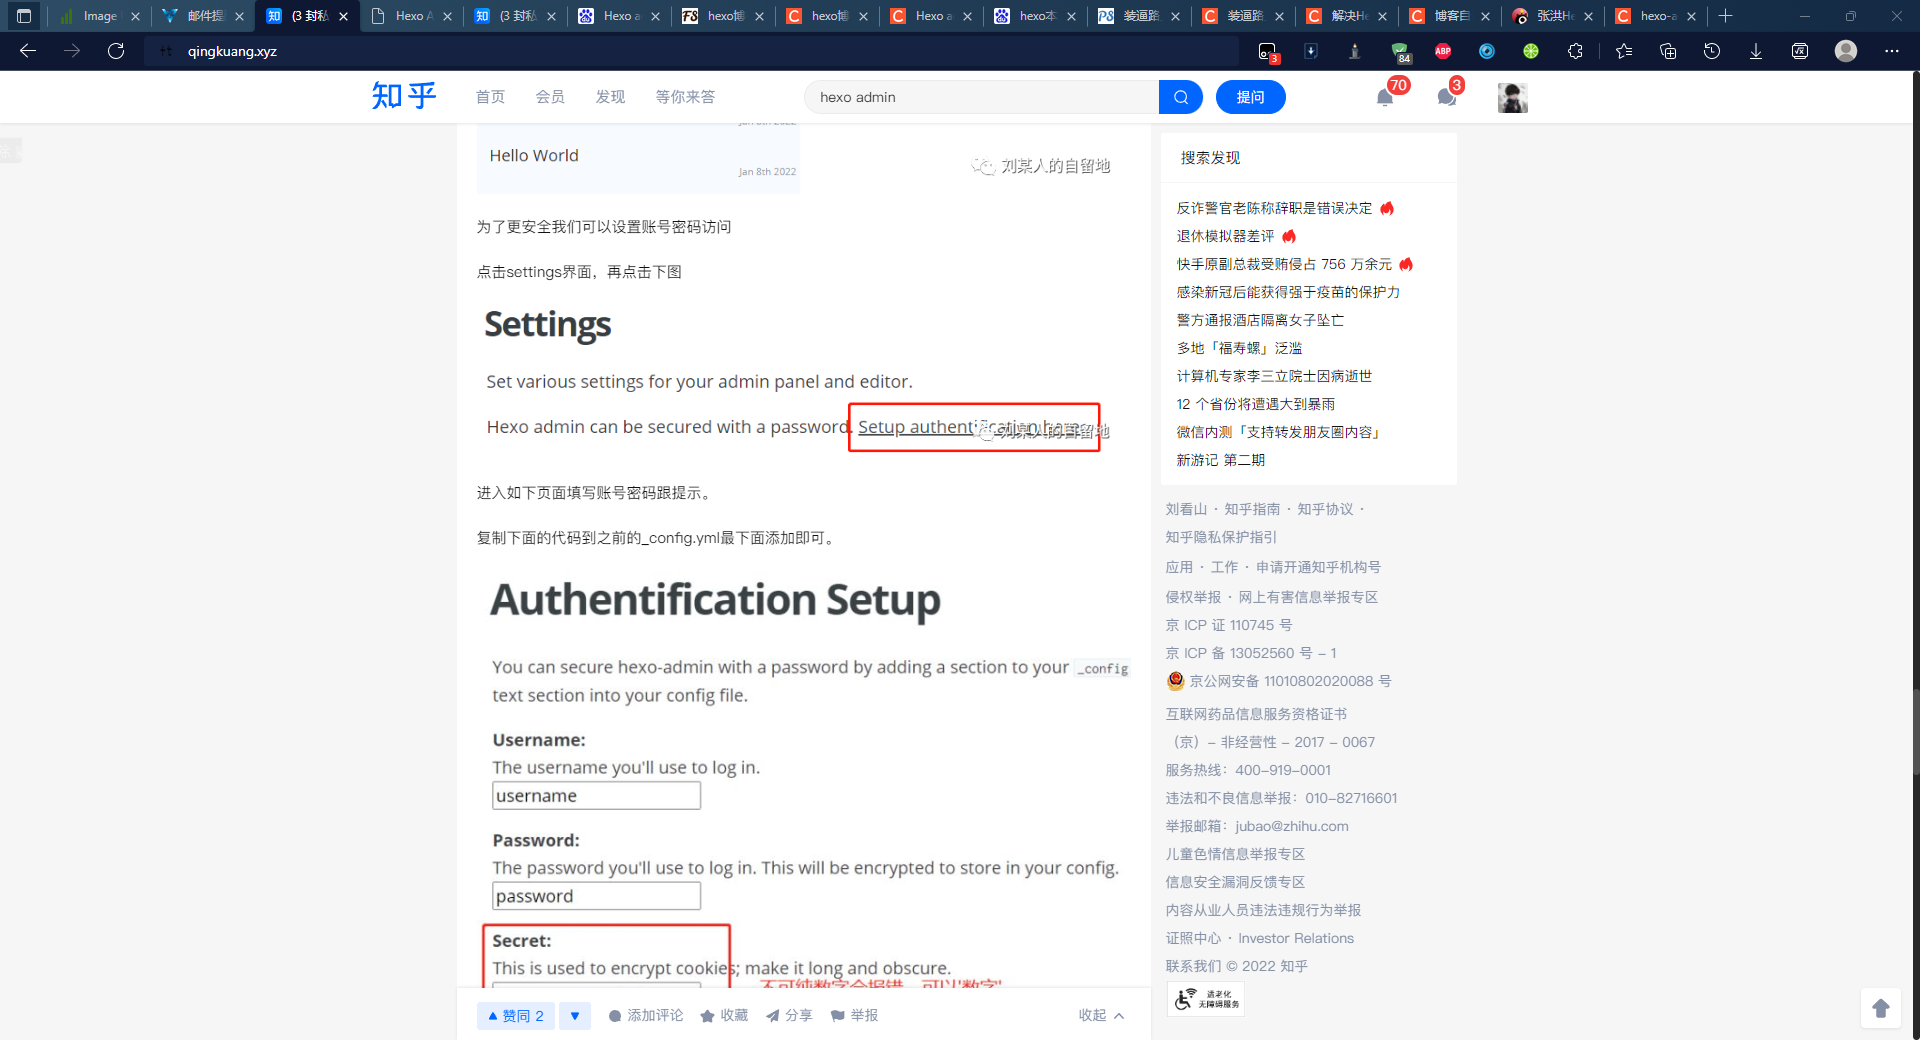 Image
邮件提
(3 封私
Hexo A
(3 封私
Hexo a
hexo博
hexo博
Hexo a
hexo本
装逼路
装逼路
解决He
博客自
张洪He
hexo-a
qingkuang.xyz
3
84
ABP
知乎
首页
会员
发现
等你来答
hexo admin
提问
70
3
Hello World
Jan 8th 2022
刘某人的自留地
为了更安全我们可以设置账号密码访问
点击settings界面，再点击下图
Settings
Set various settings for your admin panel and editor.
Hexo admin can be secured with a password. Setup authentification here.
刘某人的自留地
进入如下页面填写账号密码跟提示。
复制下面的代码到之前的_config.yml最下面添加即可。
Authentification Setup
You can secure hexo-admin with a password by adding a section to your _config
text section into your config file.
Username:
The username you'll use to log in.
username
Password:
The password you'll use to log in. This will be encrypted to store in your config.
password
Secret:
This is used to encrypt cookies; make it long and obscure.
不可纯数字会报错，可以'数字'
赞同 2
添加评论
收藏
分享
举报
收起
搜索发现
反诈警官老陈称辞职是错误决定
退休模拟器差评
快手原副总裁受贿侵占 756 万余元
感染新冠后能获得强于疫苗的保护力
警方通报酒店隔离女子坠亡
多地「福寿螺」泛滥
计算机专家李三立院士因病逝世
12 个省份将遭遇大到暴雨
微信内测「支持转发朋友圈内容」
新游记 第二期
刘看山 · 知乎指南 · 知乎协议 ·
知乎隐私保护指引
应用 · 工作 · 申请开通知乎机构号
侵权举报 · 网上有害信息举报专区
京 ICP 证 110745 号
京 ICP 备 13052560 号 - 1
京公网安备 11010802020088 号
互联网药品信息服务资格证书
（京）- 非经营性 - 2017 - 0067
服务热线：400-919-0001
违法和不良信息举报：010-82716601
举报邮箱：jubao@zhihu.com
儿童色情信息举报专区
信息安全漏洞反馈专区
内容从业人员违法违规行为举报
证照中心 · Investor Relations
联系我们 © 2022 知乎
适老化
无障碍服务